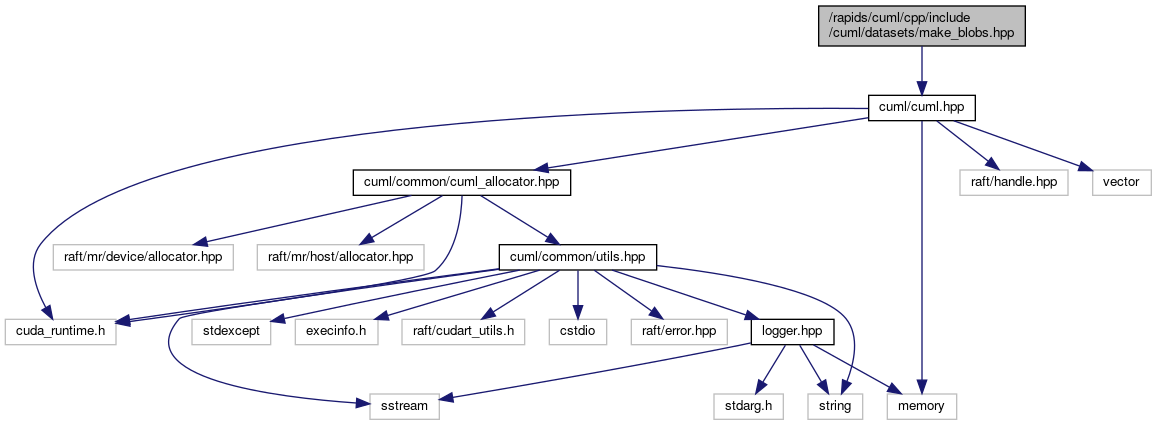 /rapids/cuml/cpp/include
/cuml/datasets/make_blobs.hpp
cuml/cuml.hpp
cuml/common/cuml_allocator.hpp
raft/handle.hpp
vector
raft/mr/device/allocator.hpp
raft/mr/host/allocator.hpp
cuml/common/utils.hpp
cuda_runtime.h
stdexcept
execinfo.h
raft/cudart_utils.h
cstdio
raft/error.hpp
logger.hpp
sstream
stdarg.h
string
memory